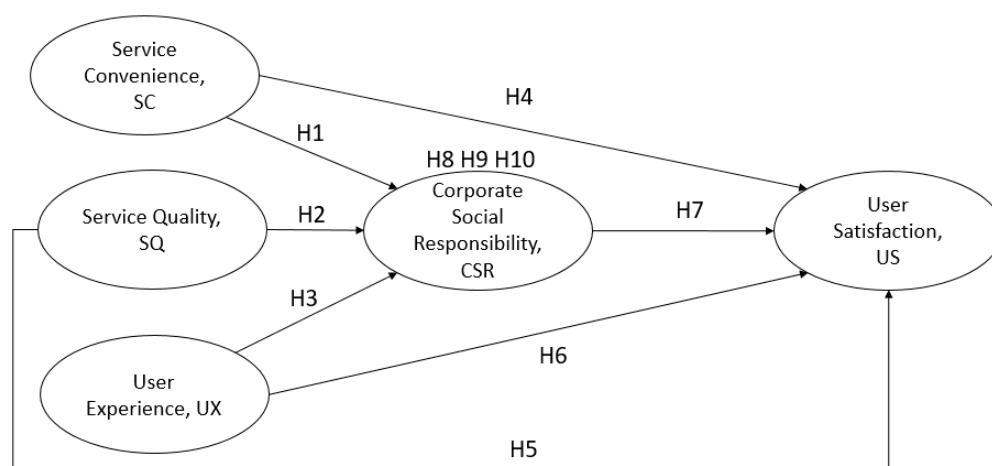 Service
Convenience,
SC
H4
H1
H8 H9 H10
Corporate
Social
Responsibility,
CSR
Service Quality,
SQ
H2
H7
User
Satisfaction,
US
H3
User
Experience, UX
H6
H5